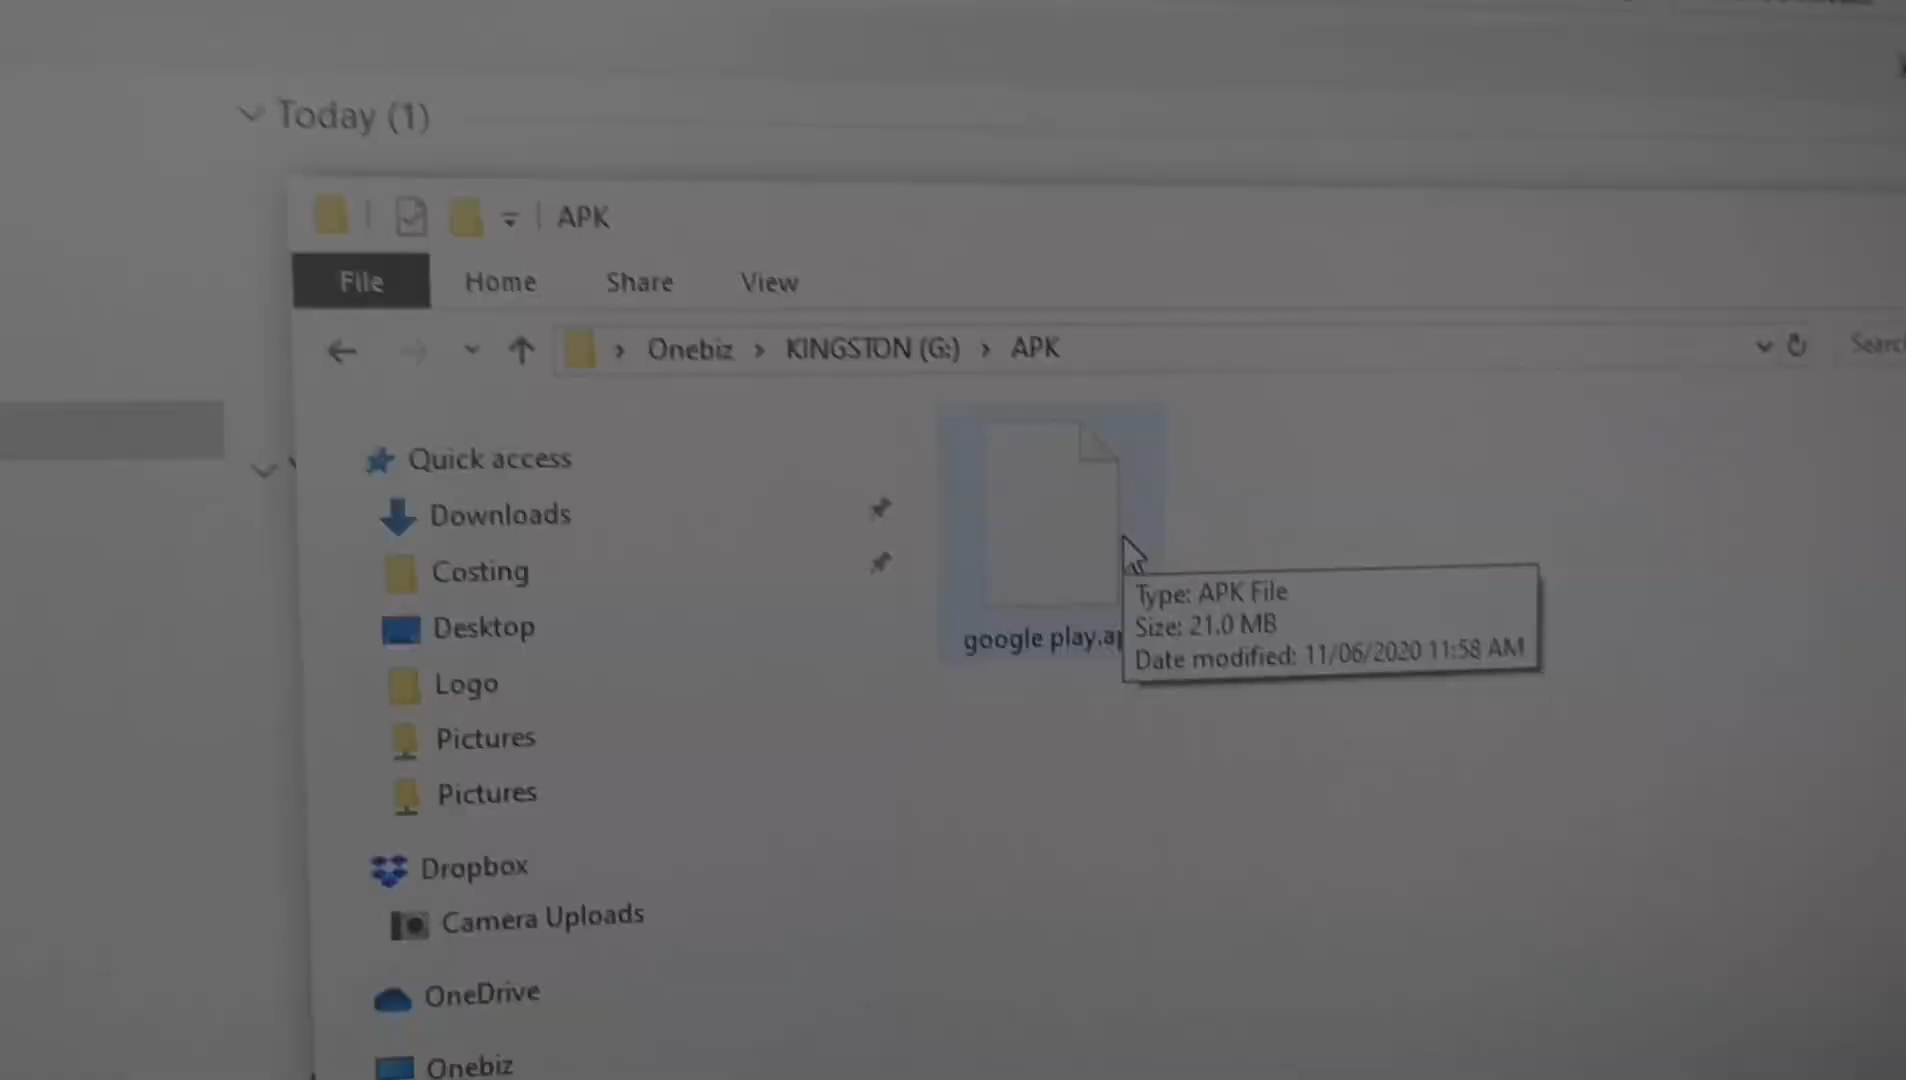 Today (1)
APK
File Home Share View
Onebiz > KINGSTON (G:) > APK
Quick access
Downloads
Costing
Desktop
Logo
Pictures
Pictures
Dropbox
Camera Uploads
OneDrive
Onebiz
google play.ap
Type: APK File
Size: 21.0 MB
Date modified: 11/06/2020 11:58 AM